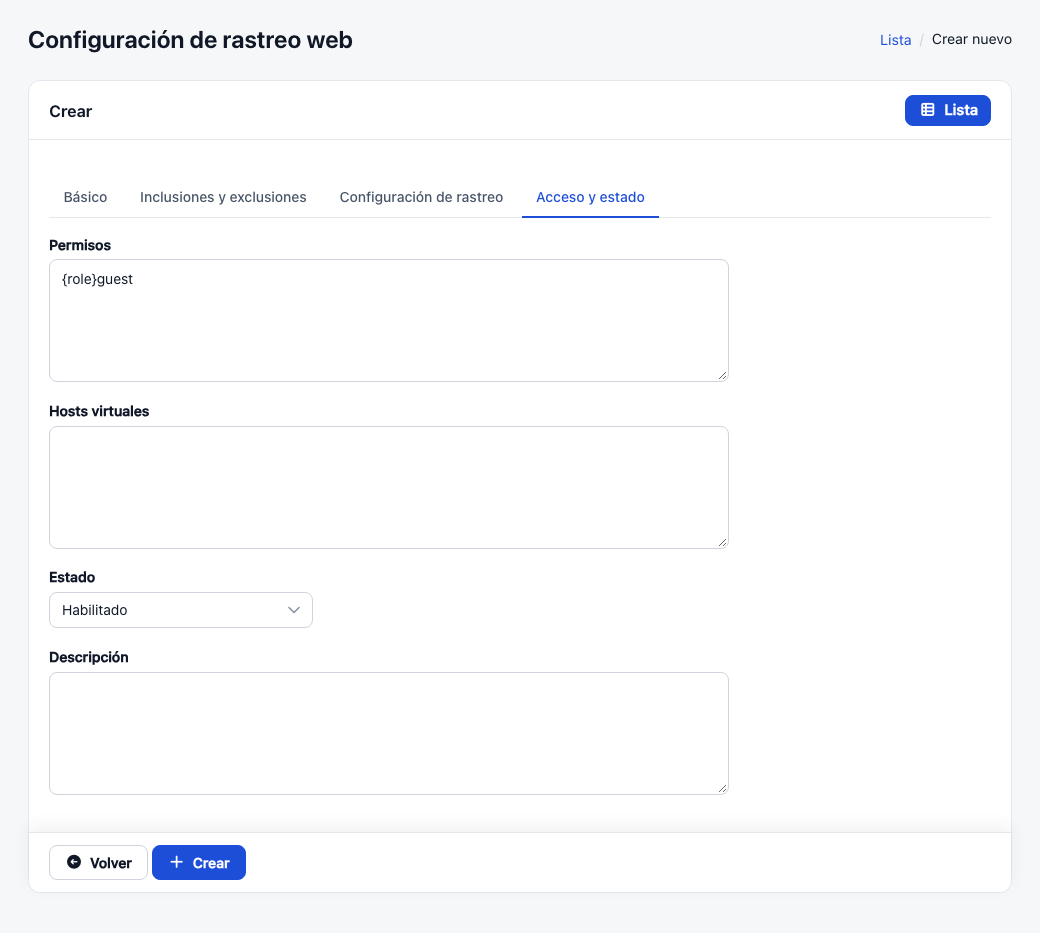 Configuración de rastreo web
Lista / Crear nuevo
Crear
Lista
Básico
Inclusiones y exclusiones
Configuración de rastreo
Acceso y estado
Permisos
{role}guest
Hosts virtuales
Estado
Habilitado
Descripción
Volver
Crear